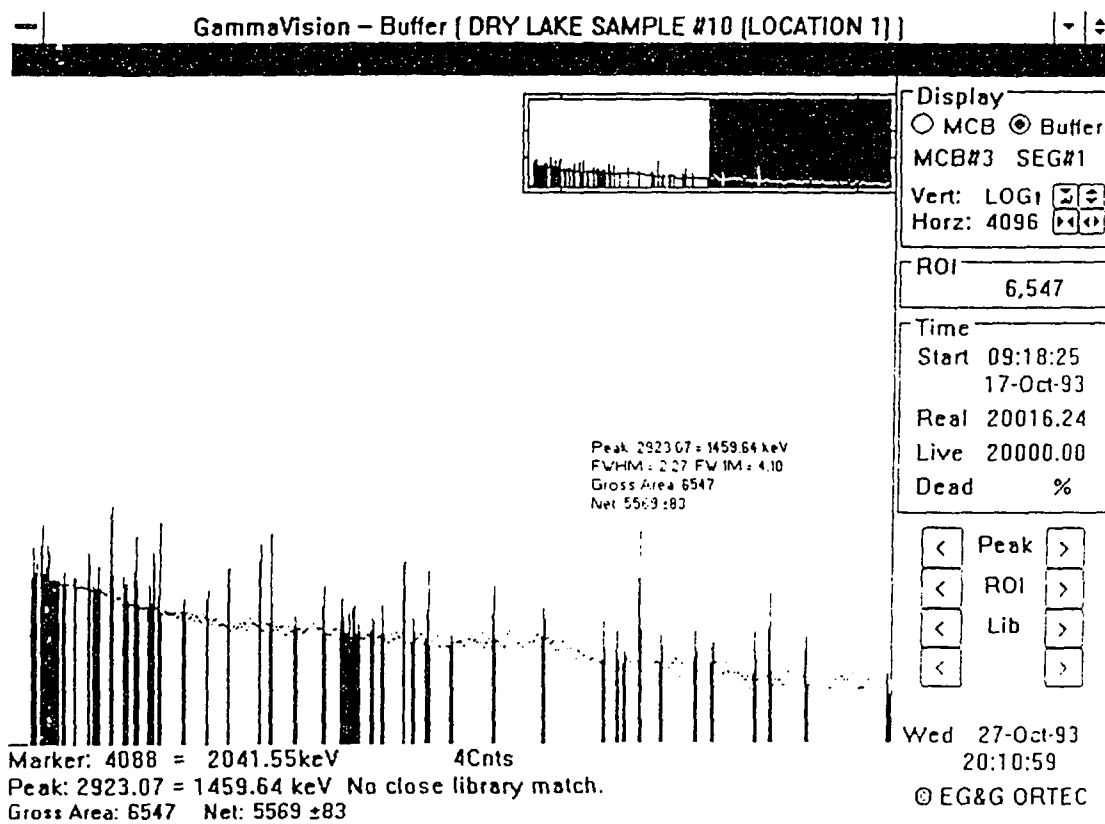 GammaVision – Buffer [ DRY LAKE SAMPLE #10 (LOCATION 1) ]
Display
MCB Buffer
MCB#3 SEG#1
Vert: LOG
Horz: 4096
ROI
6,547
Time
Start 09:18:25
17-Oct-93
Real 20016.24
Live 20000.00
Dead %
Peak: 2923.07 = 1459.64 keV
FWHM = 2.27 FW.1M = 4.10
Gross Area: 6547
Net: 5569 ±83
< Peak >
< ROI >
< Lib >
< >
Marker: 4088 = 2041.55keV 4Cnts
Peak: 2923.07 = 1459.64 keV No close library match.
Gross Area: 6547 Net: 5569 ±83
Wed 27-Oct-93
20:10:59
© EG&G ORTEC